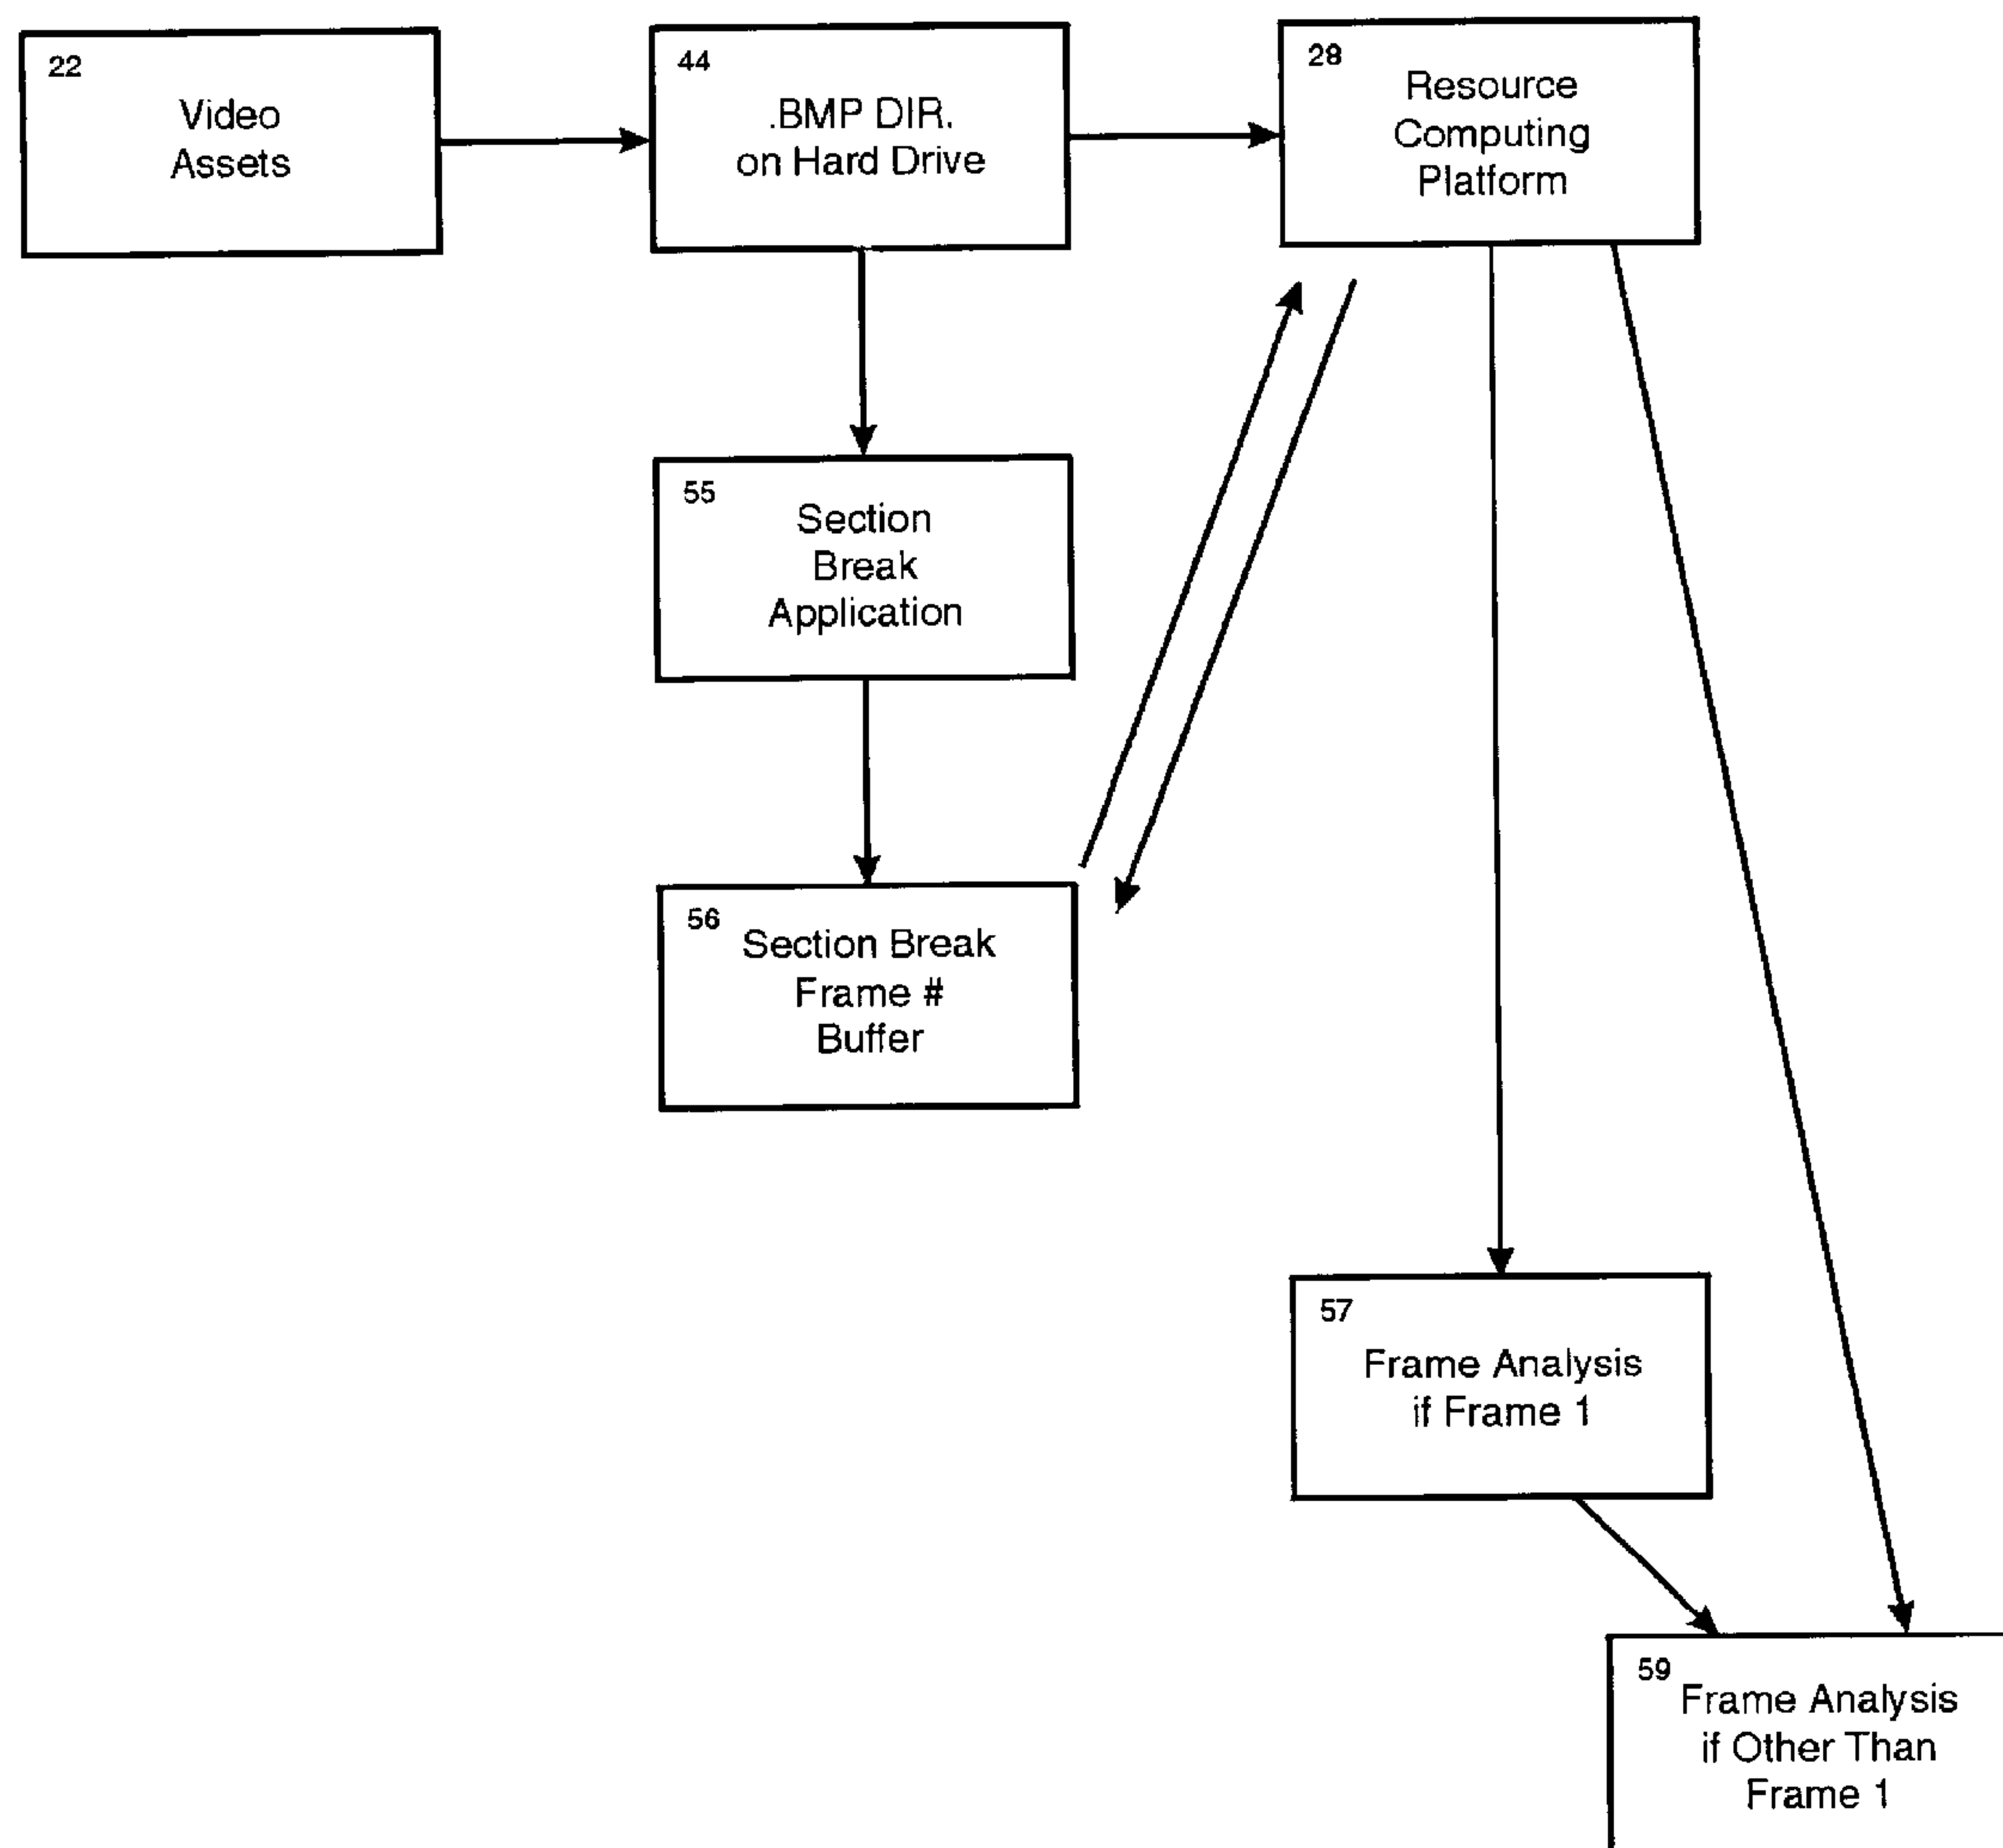 22
Video
Assets
44
.BMP DIR.
on Hard Drive
28
Resource
Computing
Platform
55
Section
Break
Application
56
Section Break
Frame #
Buffer
57
Frame Analysis
if Frame 1
59
Frame Analysis
if Other Than
Frame 1